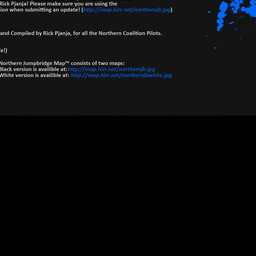 Rick Pjanja! Please make sure you are using the
ion when submitting an update! (http://map.hirr.net/northernjb.jpg)
and Compiled by Rick Pjanja, for all the Northern Coalition Pilots.
le!)
Northern Jumpbridge Map™ consists of two maps:
Black version is availible at: http://map.hirr.net/northernjb.jpg
White version is availible at: http://map.hirr.net/northernjbwhite.jpg